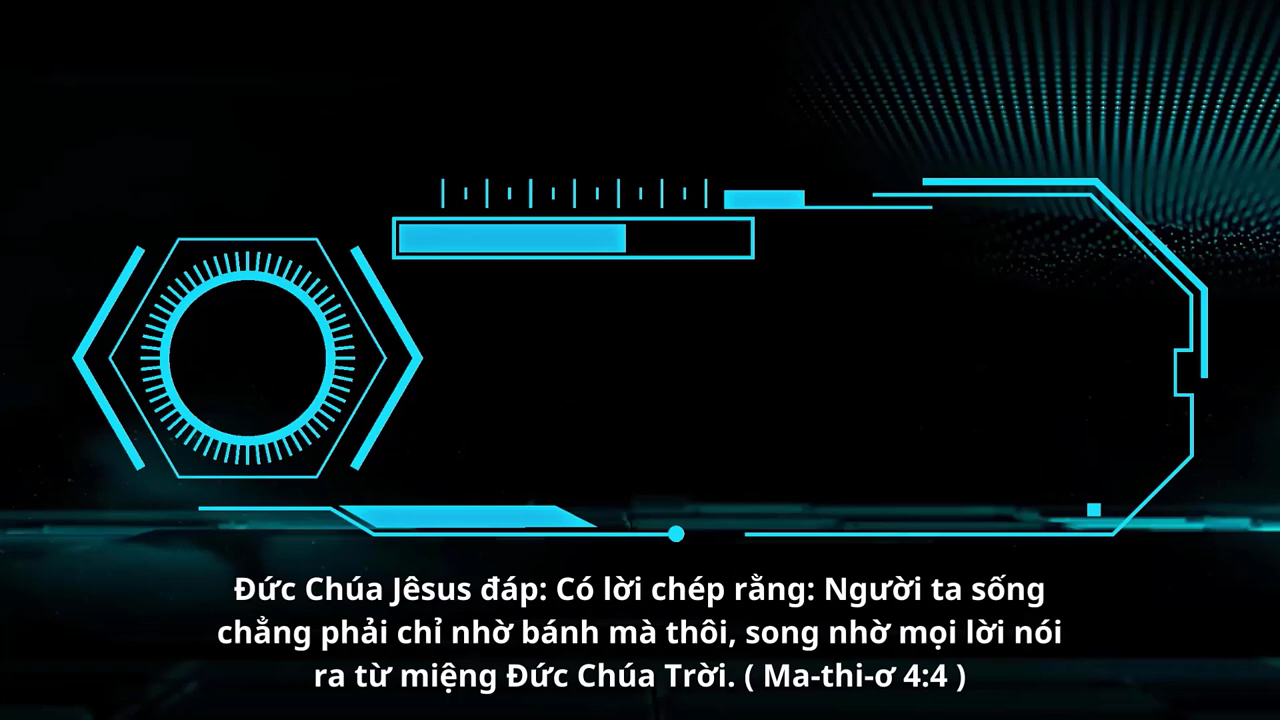 Đức Chúa Jêsus đáp: Có lời chép rằng: Người ta sống
chẳng phải chỉ nhờ bánh mà thôi, song nhờ mọi lời nói
ra từ miệng Đức Chúa Trời. ( Ma-thi-ơ 4:4 )